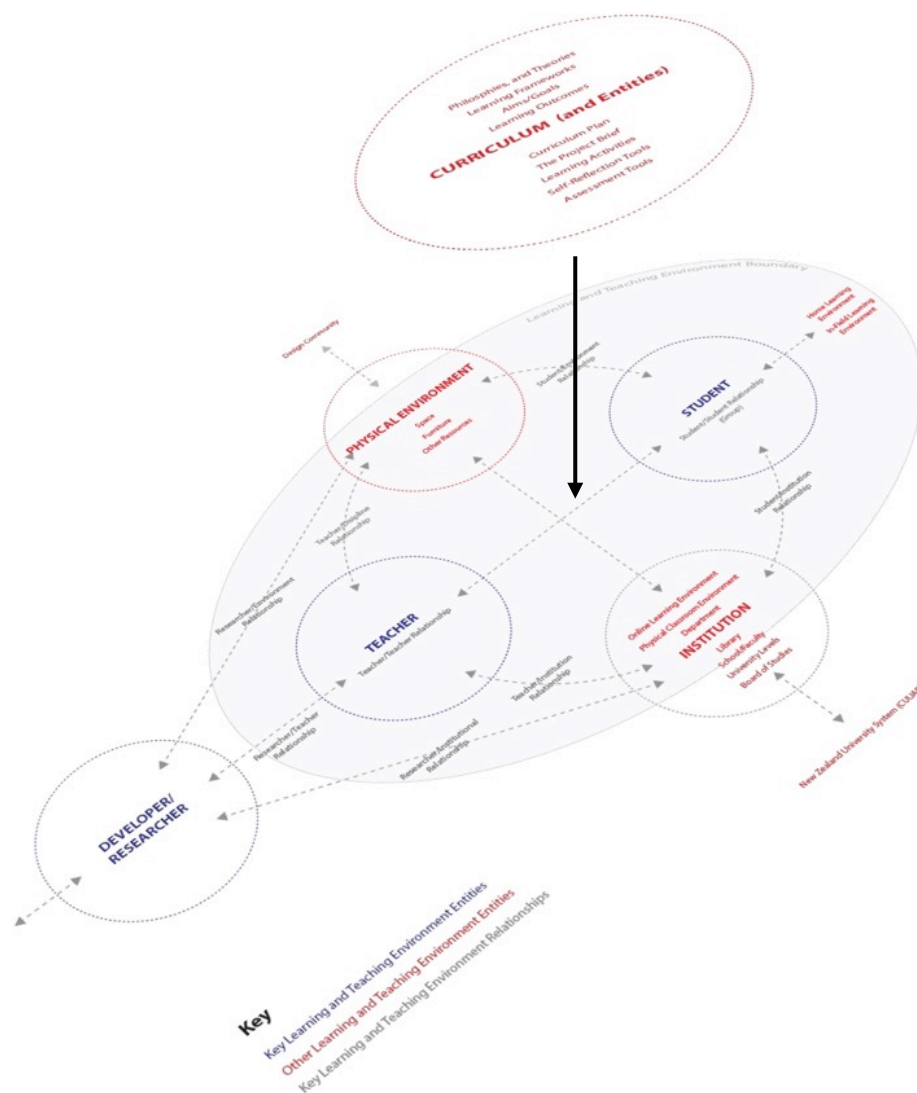 Philosphies, and Theories
Learning Frameworks
Aims/Goals
Learning Outcomes
CURRICULUM (and Entities)
Curriculum Plan
The Project Brief
Learning Activities
Self-Reflection Tools
Assessment Tools
Learning and Teaching Environment Boundary
Home Learning
Environment
In-Field Learning
Environment
Design Community
PHYSICAL ENVIRONMENT
Space
Furniture
Other Resources
Student/Environment
Relationship
STUDENT
Student/Student Relationship
(Group)
Student/Institution
Relationship
Teacher/Disipline
Relationship
Researcher/Environment
Relationship
TEACHER
Teacher/Teacher Relationship
Online Learning Environment
Physical Classroom Environment
Department
INSTITUTION
Library
School/Faculty
University Levels
Board of Studies
Teacher/Institution
Relationship
Researcher/Teacher
Relationship
Researcher/Institutional
Relationship
New Zealand University System
DEVELOPER/
RESEARCHER
Key
Key Learning and Teaching Environment Entities
Other Learning and Teaching Environment Entities
Key Learning and Teaching Environment Relationships